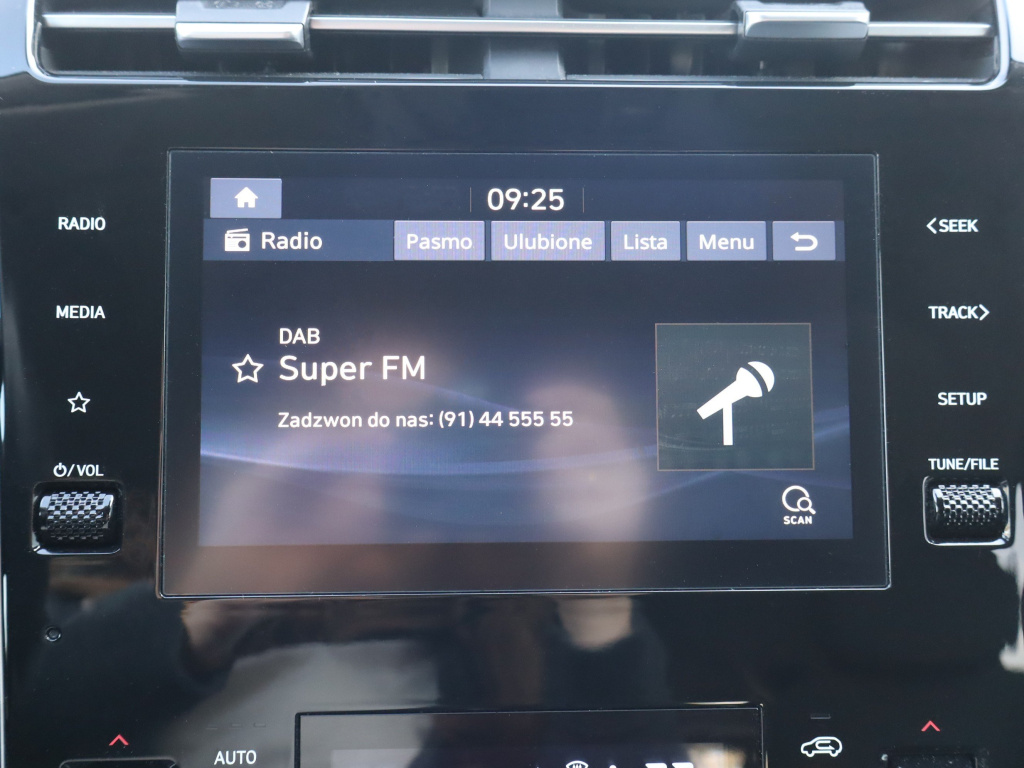 09:25
Radio Pasmo Ulubione Lista Menu
DAB
Super FM
Zadzwon do nas: (91) 44 555 55
SCAN
RADIO
MEDIA
/ VOL
<SEEK
TRACK>
SETUP
TUNE/FILE
AUTO